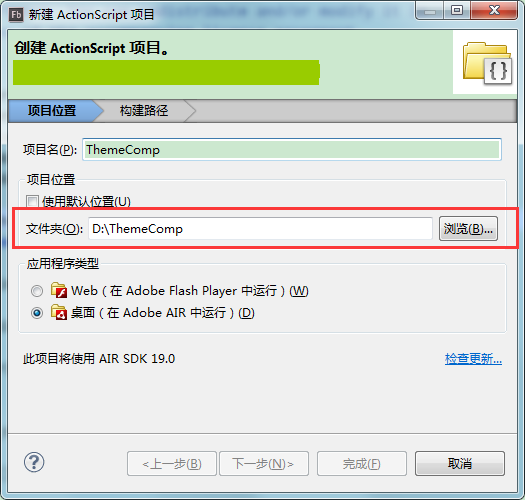 Fb 新建 ActionScript 项目
创建 ActionScript 项目。
{}
项目位置 构建路径
项目名(P): ThemeComp
项目位置
使用默认位置(U)
文件夹(O): D:\ThemeComp 浏览(B)...
应用程序类型
Web（在 Adobe Flash Player 中运行）(W)
桌面（在 Adobe AIR 中运行）(D)
此项目将使用 AIR SDK 19.0 检查更新...
? <上一步(B) 下一步(N)> 完成(F) 取消